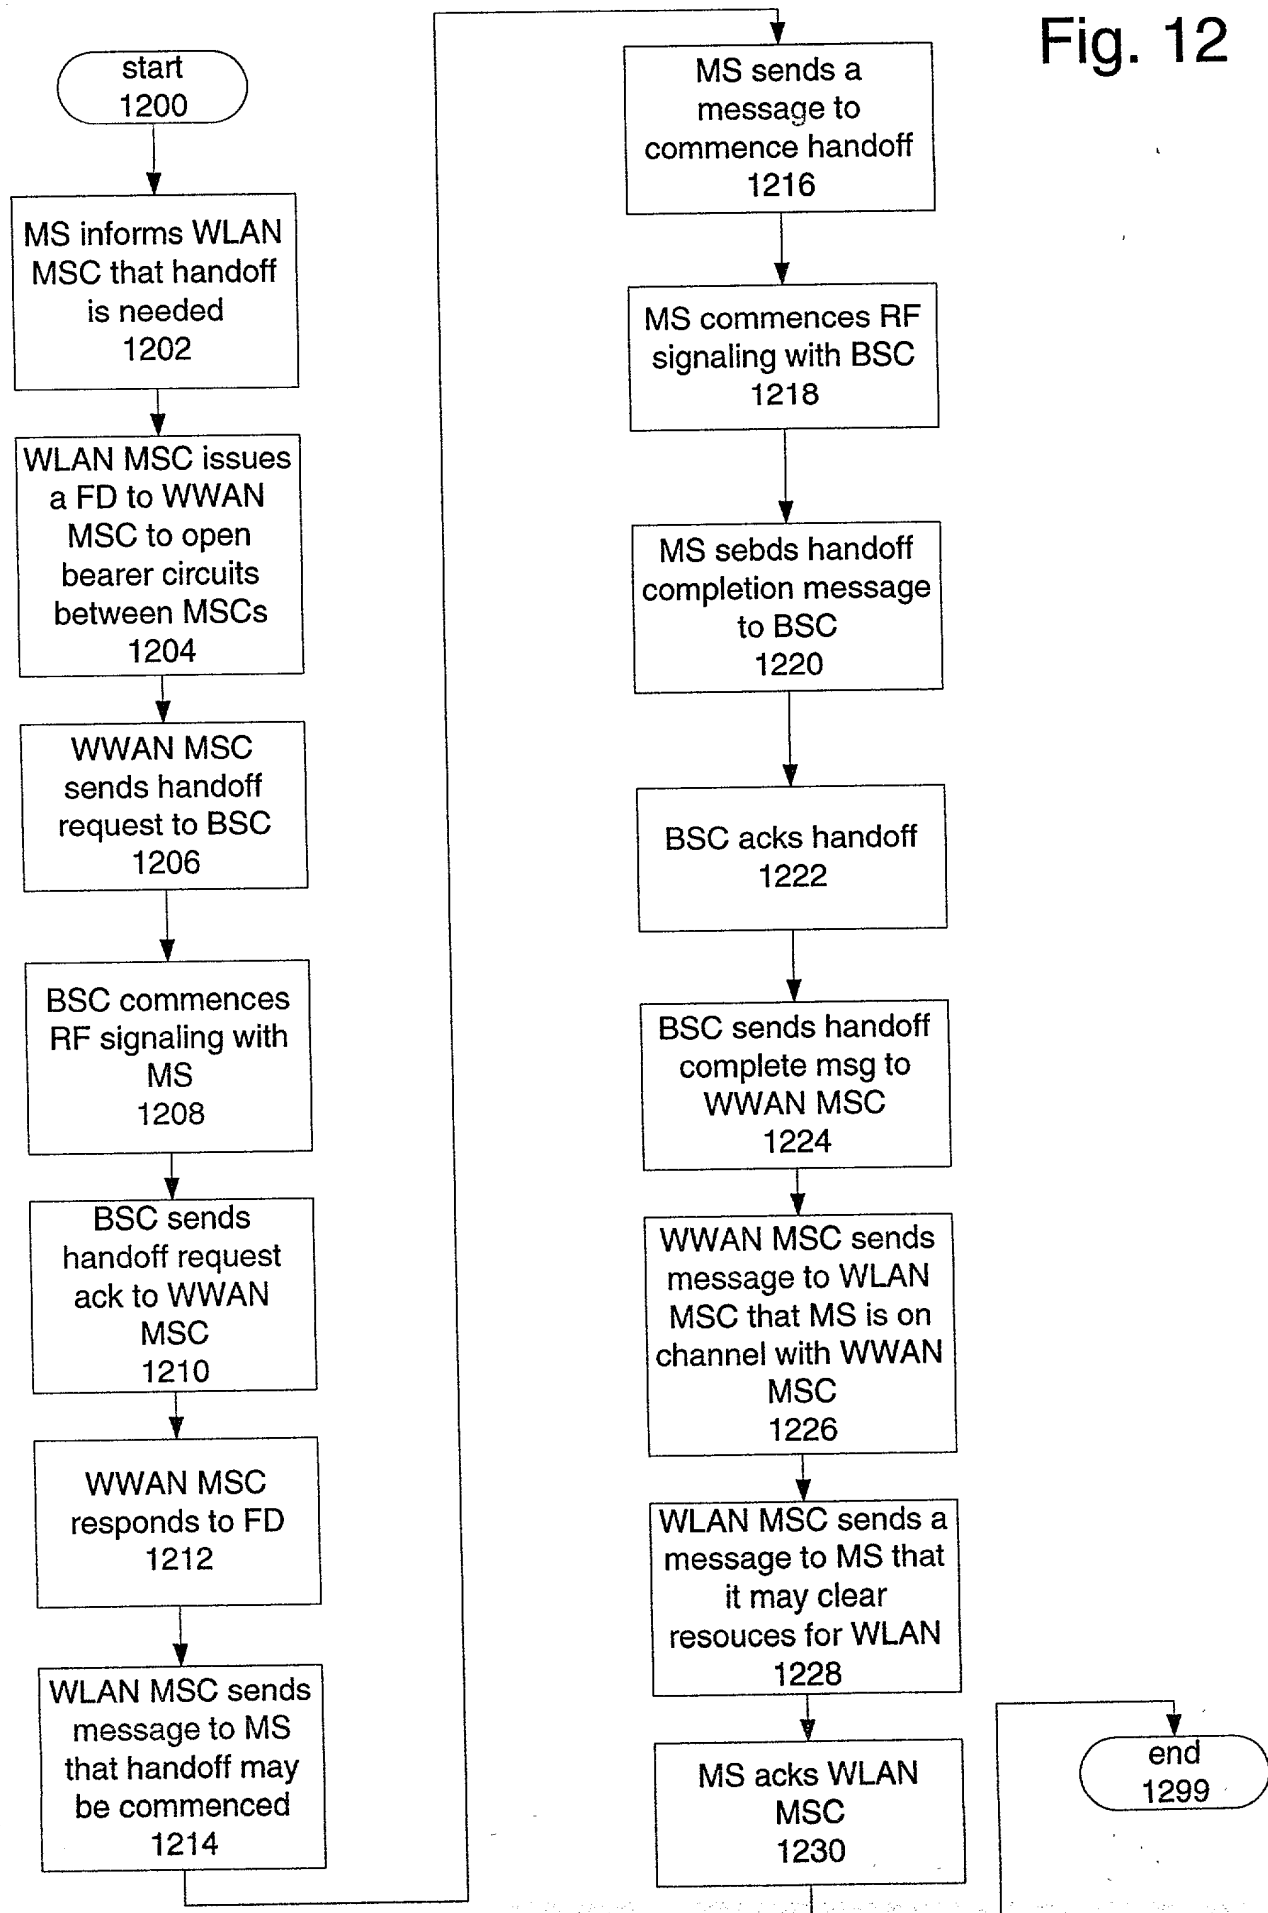 Fig. 12
start
1200
MS informs WLAN
MSC that handoff
is needed
1202
WLAN MSC issues
a FD to WWAN
MSC to open
bearer circuits
between MSCs
1204
WWAN MSC
sends handoff
request to BSC
1206
BSC commences
RF signaling with
MS
1208
BSC sends
handoff request
ack to WWAN
MSC
1210
WWAN MSC
responds to FD
1212
WLAN MSC sends
message to MS
that handoff may
be commenced
1214
MS sends a
message to
commence handoff
1216
MS commences RF
signaling with BSC
1218
MS sebds handoff
completion message
to BSC
1220
BSC acks handoff
1222
BSC sends handoff
complete msg to
WWAN MSC
1224
WWAN MSC sends
message to WLAN
MSC that MS is on
channel with WWAN
MSC
1226
WLAN MSC sends a
message to MS that
it may clear
resouces for WLAN
1228
MS acks WLAN
MSC
1230
end
1299